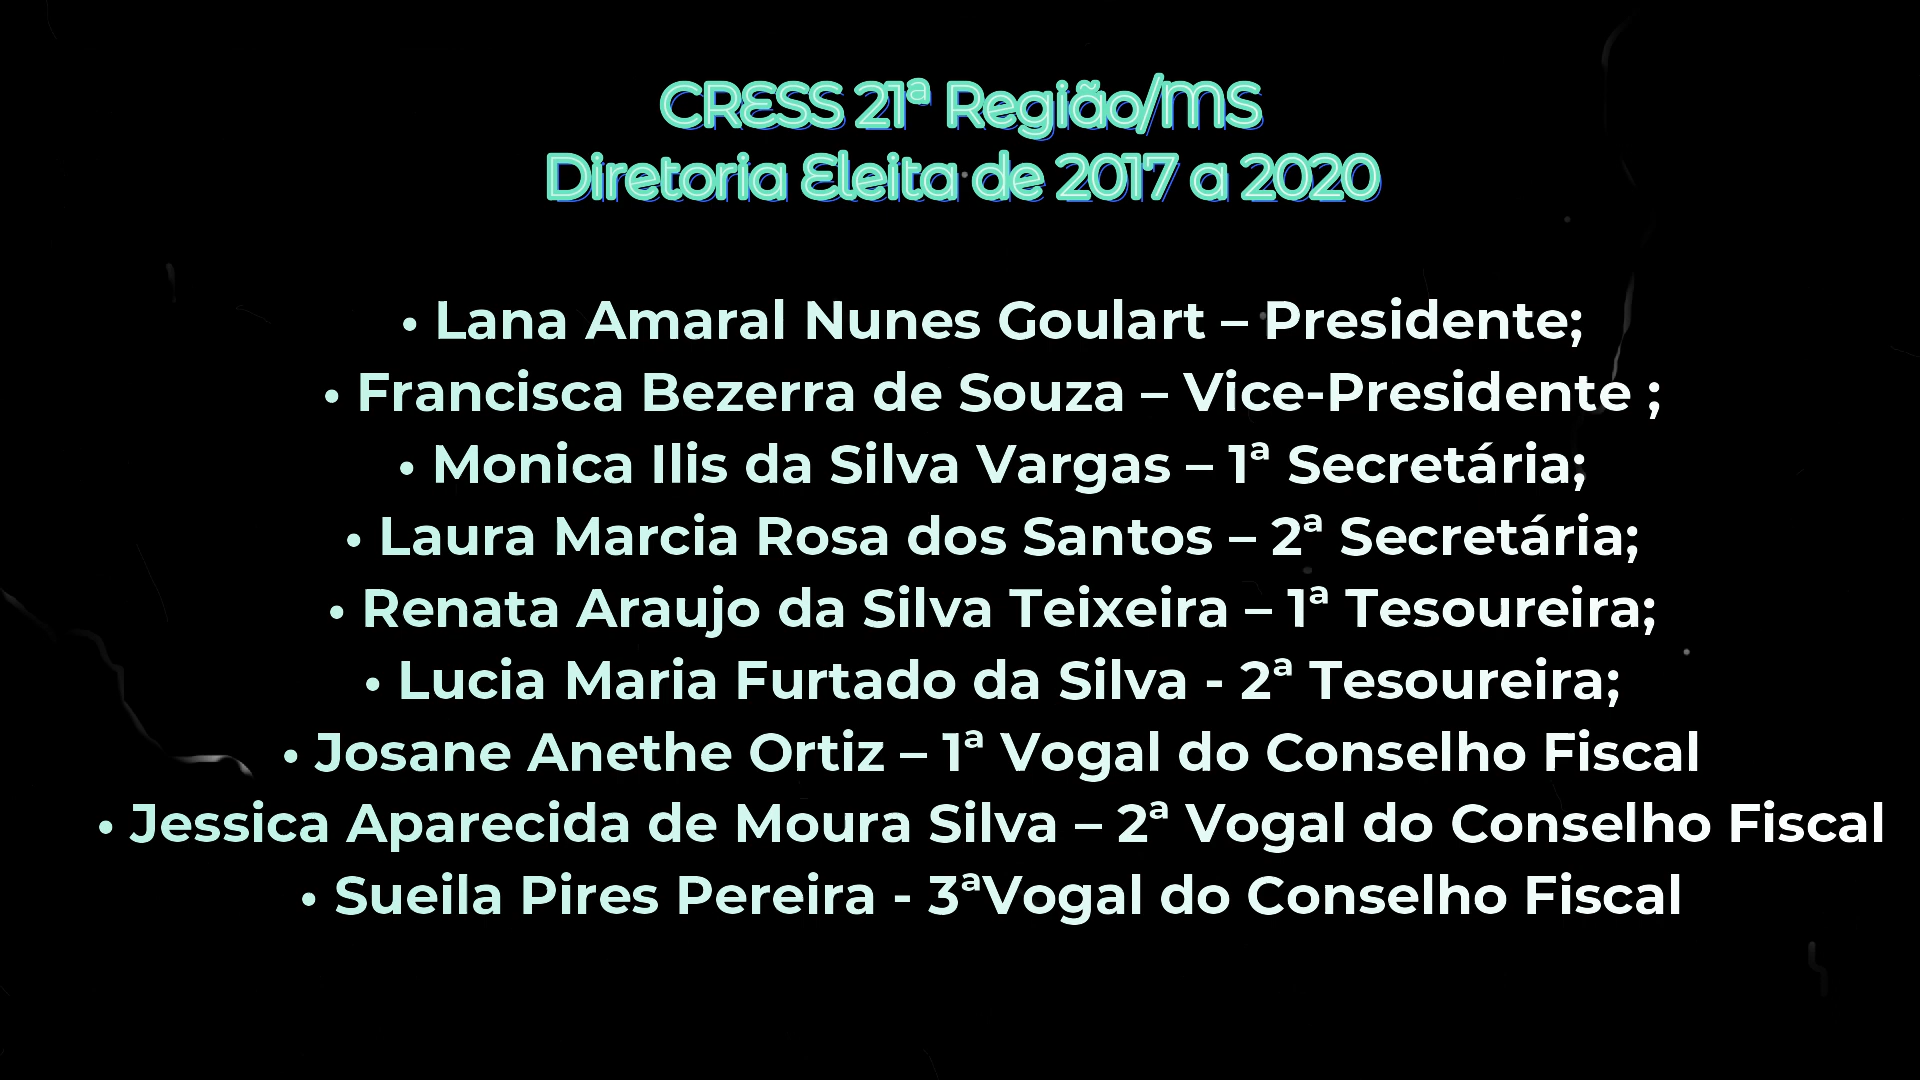 CRESS 21ª Região/MS
Diretoria Eleita de 2017 a 2020
• Lana Amaral Nunes Goulart – Presidente;
• Francisca Bezerra de Souza – Vice-Presidente ;
• Monica Ilis da Silva Vargas – 1ª Secretária;
• Laura Marcia Rosa dos Santos – 2ª Secretária;
• Renata Araujo da Silva Teixeira – 1ª Tesoureira;
• Lucia Maria Furtado da Silva - 2ª Tesoureira;
• Josane Anethe Ortiz – 1ª Vogal do Conselho Fiscal
• Jessica Aparecida de Moura Silva – 2ª Vogal do Conselho Fiscal
• Sueila Pires Pereira - 3ªVogal do Conselho Fiscal